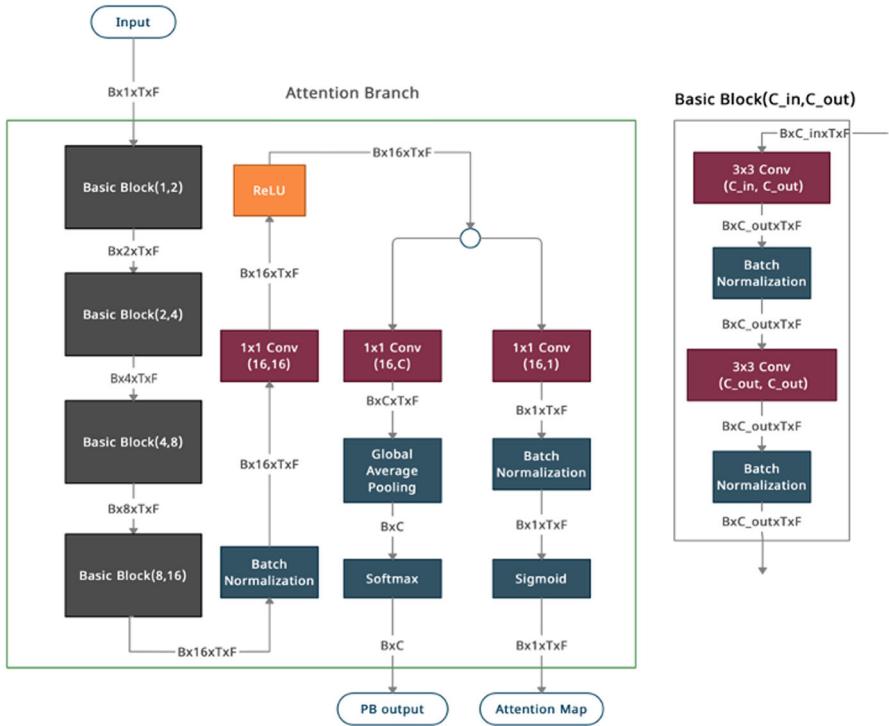 Input
Bx1xTxF
Attention Branch
Basic Block(1,2)
Bx2xTxF
Basic Block(2,4)
Bx4xTxF
Basic Block(4,8)
Bx8xTxF
Basic Block(8,16)
Bx16xTxF
Batch
Normalization
Bx16xTxF
1x1 Conv
(16,16)
Bx16xTxF
ReLU
Bx16xTxF
1x1 Conv
(16,C)
BxCxTxF
Global
Average
Pooling
BxC
Softmax
BxC
PB output
1x1 Conv
(16,1)
Bx1xTxF
Batch
Normalization
Bx1xTxF
Sigmoid
Bx1xTxF
Attention Map
Basic Block(C_in,C_out)
BxC_inxTxF
3x3 Conv
(C_in, C_out)
BxC_outxTxF
Batch
Normalization
BxC_outxTxF
3x3 Conv
(C_out, C_out)
BxC_outxTxF
Batch
Normalization
BxC_outxTxF